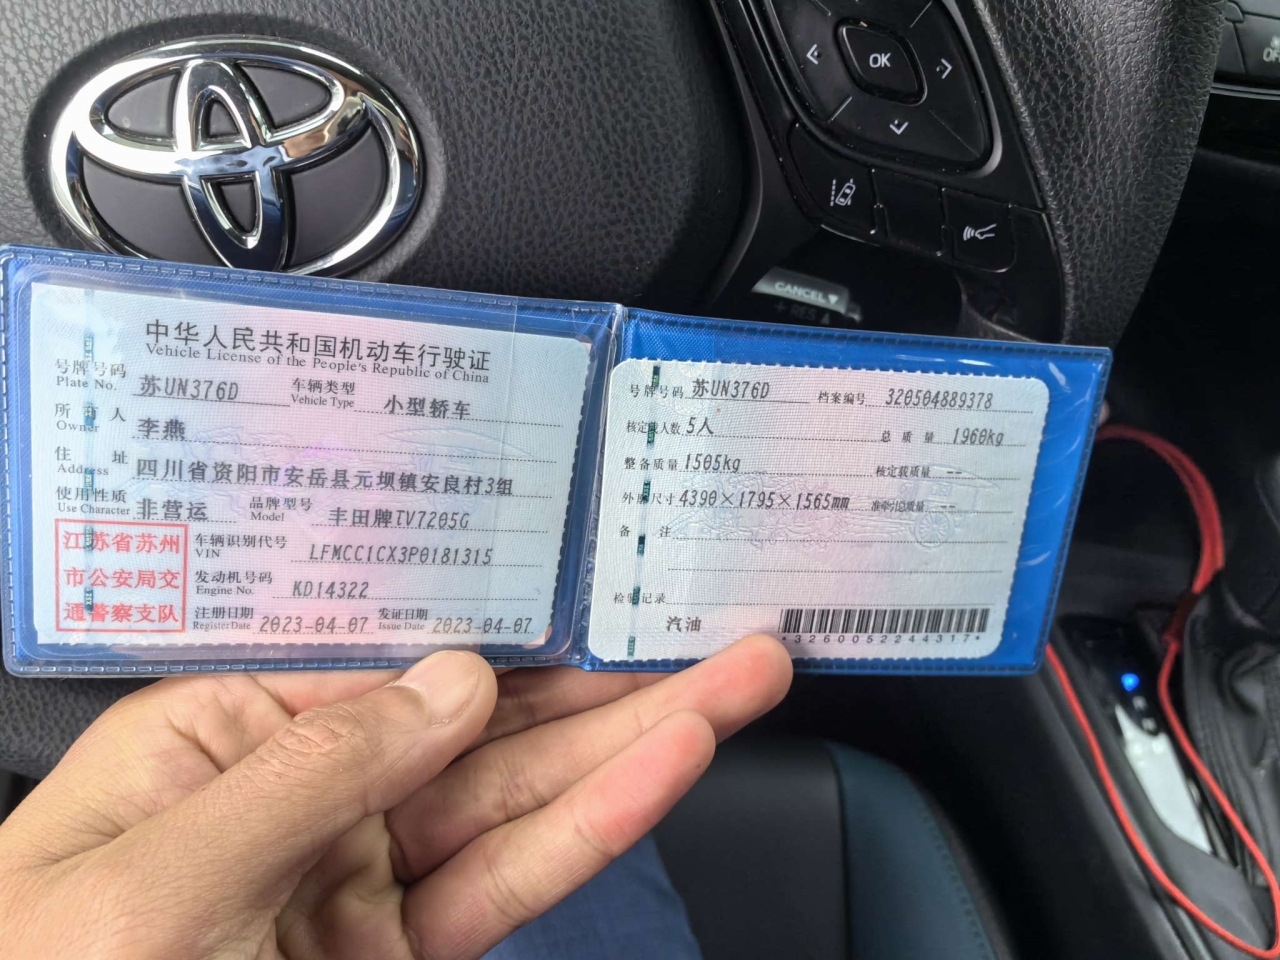 OK
CANCEL
+ RES
中华人民共和国机动车行驶证
Vehicle License of the People's Republic of China
号牌号码 苏UN376D 车辆类型 小型轿车
Plate No. Vehicle Type
所有人 李燕
Owner
住址 四川省资阳市安岳县元坝镇安良村3组
Address
使用性质 非营运 品牌型号 丰田牌TV7205G
Use Character Model
江苏省苏州
市公安局交
通警察支队
车辆识别代号 LFMCC1CX3P0181315
VIN
发动机号码 KD14322
Engine No.
注册日期 2023-04-07 发证日期 2023-04-07
Register Date Issue Date
号牌号码 苏UN376D 档案编号 320504889378
核定载人数 5人 总质量 1960kg
整备质量 1505kg 核定载质量 --
外廓尺寸 4390×1795×1565mm 准牵引总质量 --
备注
检验记录
汽油
*3260052244317*